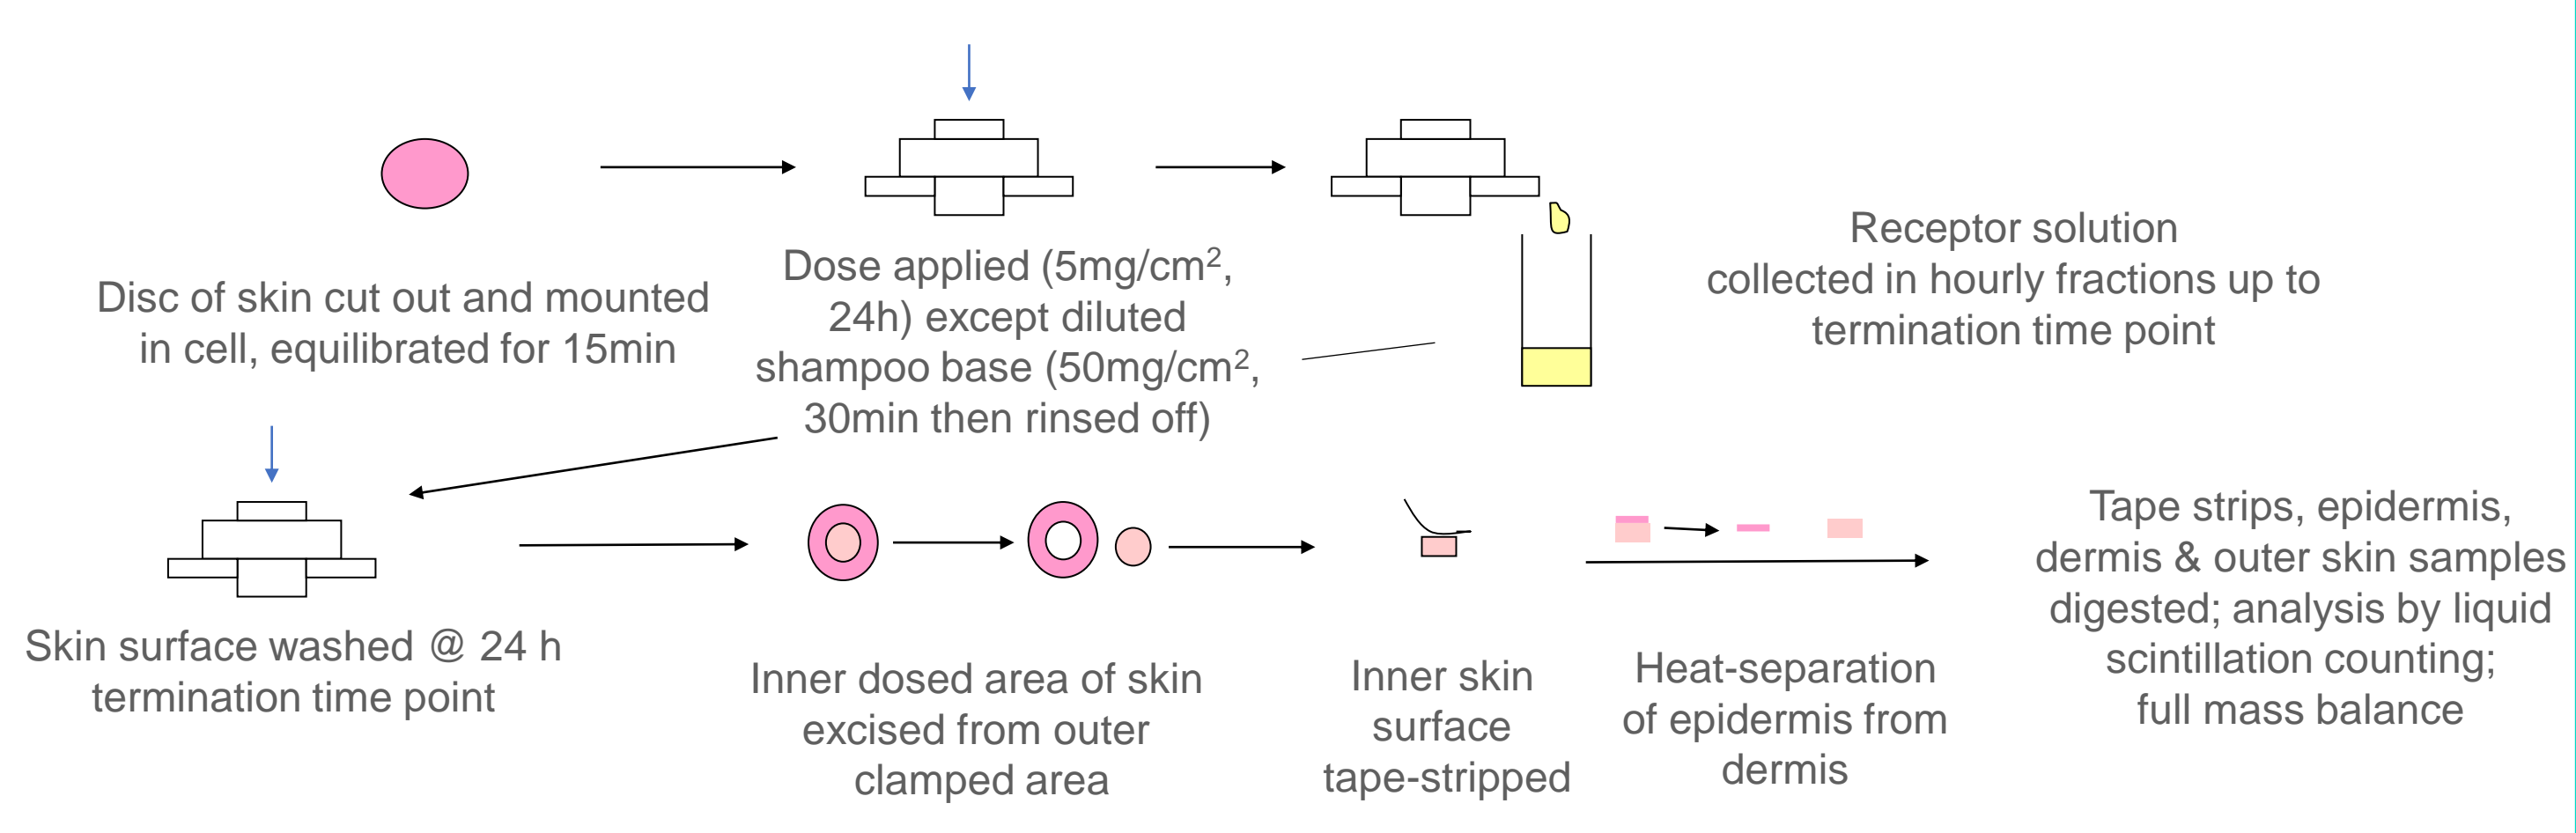 Disc of skin cut out and mounted
in cell, equilibrated for 15min
Dose applied (5mg/cm²,
24h) except diluted
shampoo base (50mg/cm²,
30min then rinsed off)
Receptor solution
collected in hourly fractions up to
termination time point
Skin surface washed @ 24 h
termination time point
Inner dosed area of skin
excised from outer
clamped area
Inner skin
surface
tape-stripped
Heat-separation
of epidermis from
dermis
Tape strips, epidermis,
dermis & outer skin samples
digested; analysis by liquid
scintillation counting;
full mass balance